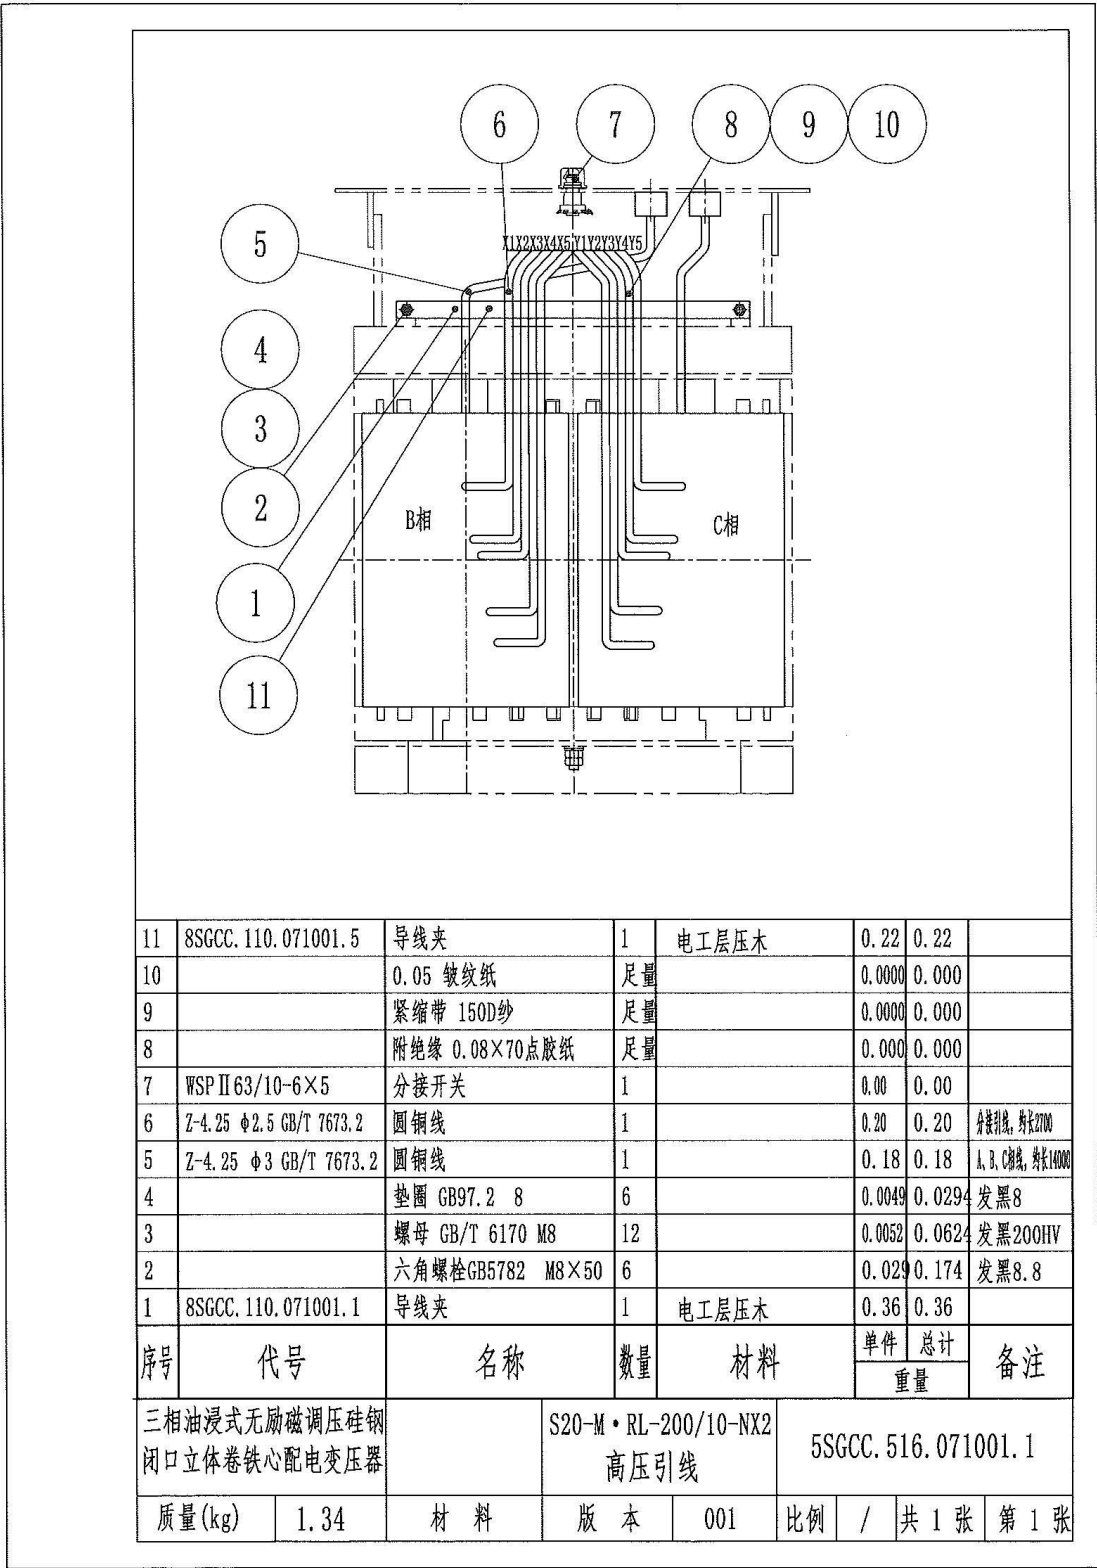 6 7 8 9 10
X1X2X3X4X5 Y1Y2Y3Y4Y5
5
4
3
2
B相 C相
1
11
11 8SGCC.110.071001.5 导线夹 1 电工层压木 0.22 0.22
10 0.05 皱纹纸 足量 0.0000 0.000
9 紧缩带 150D纱 足量 0.0000 0.000
8 附绝缘 0.08×70点胶纸 足量 0.000 0.000
7 WSPⅡ63/10-6×5 分接开关 1 0.00 0.00
6 Z-4.25 φ2.5 GB/T 7673.2 圆铜线 1 0.20 0.20 分接引线, 约长2700
5 Z-4.25 φ3 GB/T 7673.2 圆铜线 1 0.18 0.18 A、B、C相线, 约长14000
4 垫圈 GB97.2 8 6 0.0049 0.0294 发黑8
3 螺母 GB/T 6170 M8 12 0.0052 0.0624 发黑200HV
2 六角螺栓GB5782 M8×50 6 0.029 0.174 发黑8.8
1 8SGCC.110.071001.1 导线夹 1 电工层压木 0.36 0.36
序号 代号 名称 数量 材料 单件 总计 备注
重量
三相油浸式无励磁调压硅钢
闭口立体卷铁心配电变压器
S20-M·RL-200/10-NX2
高压引线
5SGCC.516.071001.1
质量(kg) 1.34 材 料 版 本 001 比例 / 共 1 张 第 1 张